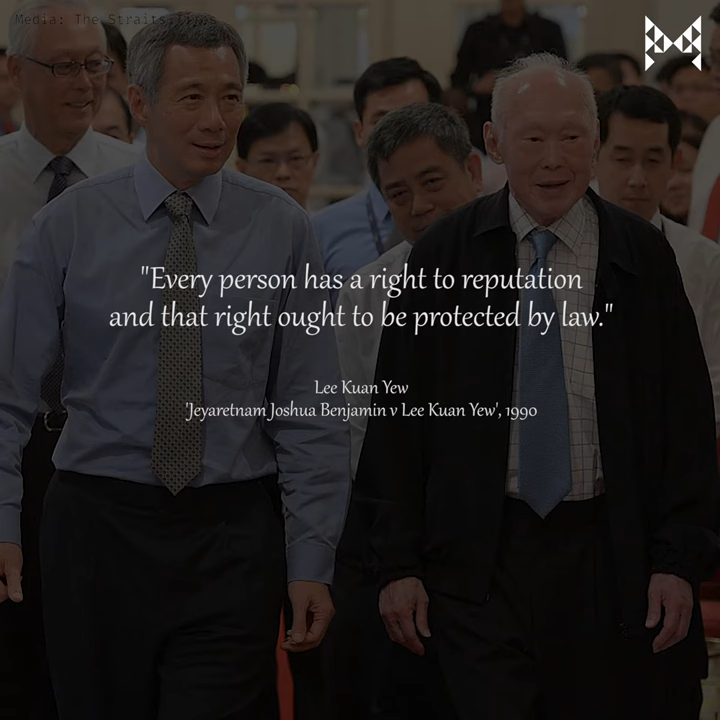 Media: The Straits Times
"Every person has a right to reputation
and that right ought to be protected by law."
Lee Kuan Yew
'Jeyaretnam Joshua Benjamin v Lee Kuan Yew', 1990